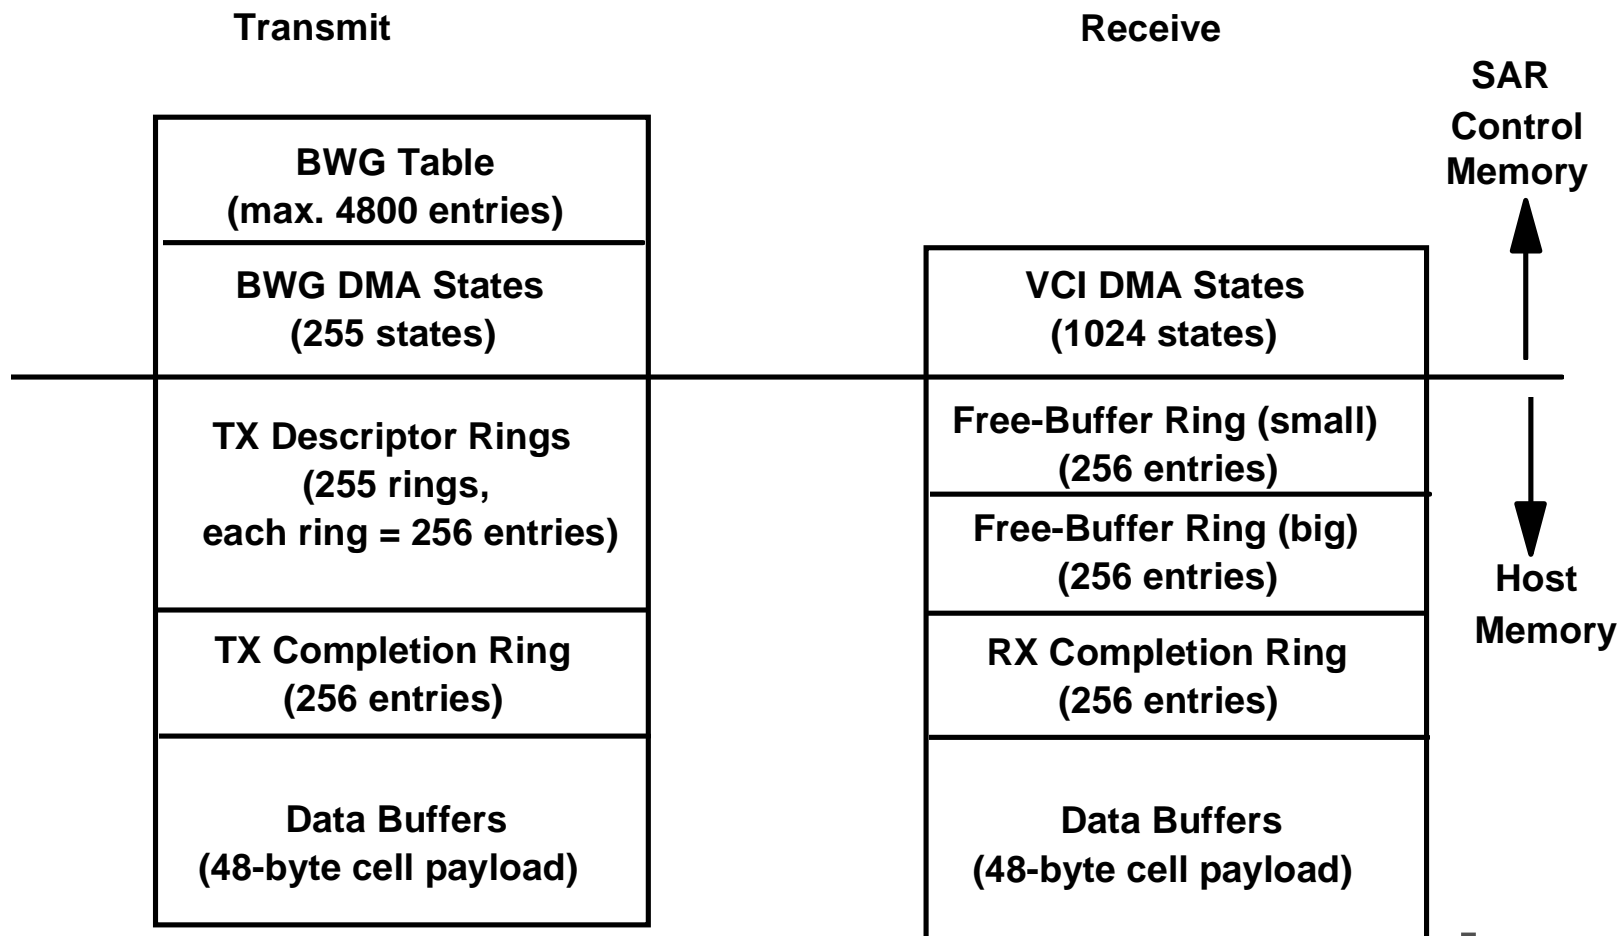 Transmit
Receive
SAR
Control
Memory
BWG Table
(max. 4800 entries)
BWG DMA States
(255 states)
VCI DMA States
(1024 states)
TX Descriptor Rings
(255 rings,
each ring = 256 entries)
Free-Buffer Ring (small)
(256 entries)
Free-Buffer Ring (big)
(256 entries)
Host
Memory
TX Completion Ring
(256 entries)
RX Completion Ring
(256 entries)
Data Buffers
(48-byte cell payload)
Data Buffers
(48-byte cell payload)